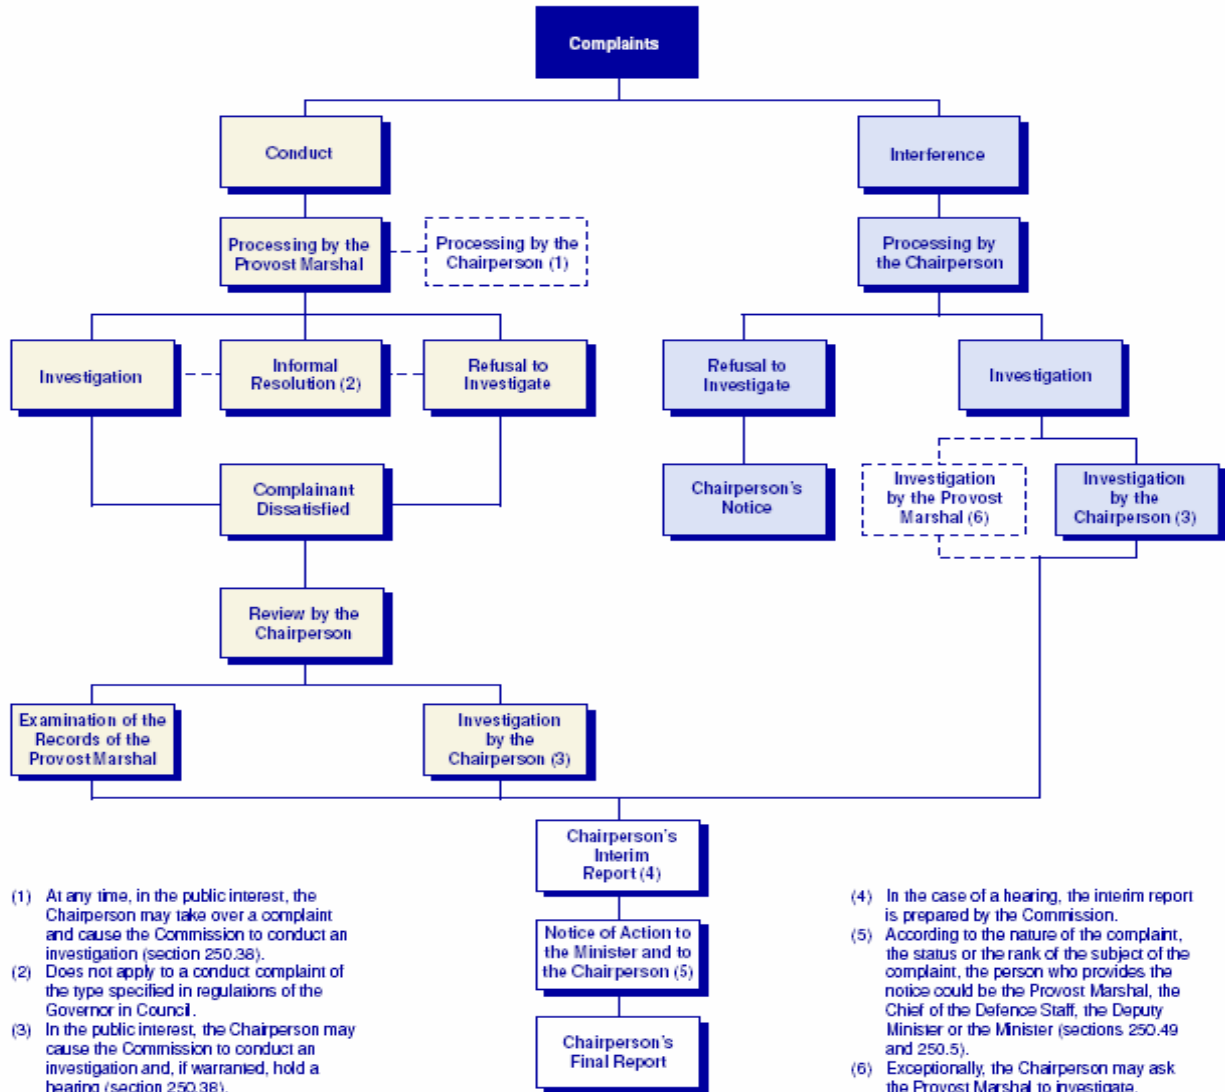 Complaints
Conduct
Interference
Processing by the
Provost Marshal
Processing by the
Chairperson (1)
Processing by
the Chairperson
Investigation
Informal
Resolution (2)
Refusal to
Investigate
Refusal to
Investigate
Investigation
Complainant
Dissatisfied
Chairperson's
Notice
Investigation
by the Provost
Marshal (6)
Investigation
by the
Chairperson (3)
Review by the
Chairperson
Examination of the
Records of the
Provost Marshal
Investigation
by the
Chairperson (3)
Chairperson's
Interim
Report (4)
Notice of Action to
the Minister and to
the Chairperson (5)
Chairperson's
Final Report
(1) At any time, in the public interest, the
Chairperson may take over a complaint
and cause the Commission to conduct an
investigation (section 250.38).
(2) Does not apply to a conduct complaint of
the type specified in regulations of the
Governor in Council.
(3) In the public interest, the Chairperson may
cause the Commission to conduct an
investigation and, if warranted, hold a
hearing (section 250.38).
(4) In the case of a hearing, the interim report
is prepared by the Commission.
(5) According to the nature of the complaint,
the status or the rank of the subject of the
complaint, the person who provides the
notice could be the Provost Marshal, the
Chief of the Defence Staff, the Deputy
Minister or the Minister (sections 250.49
and 250.5).
(6) Exceptionally, the Chairperson may ask
the Provost Marshal to investigate.